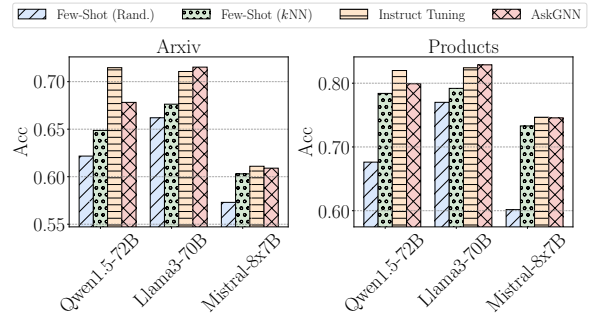 Few-Shot (Rand.) Few-Shot (kNN) Instruct Tuning AskGNN
Arxiv
Acc
0.70
0.65
0.60
0.55
Qwen1.5-72B
Llama3-70B
Mistral-8x7B
Products
Acc
0.80
0.70
0.60
Qwen1.5-72B
Llama3-70B
Mistral-8x7B